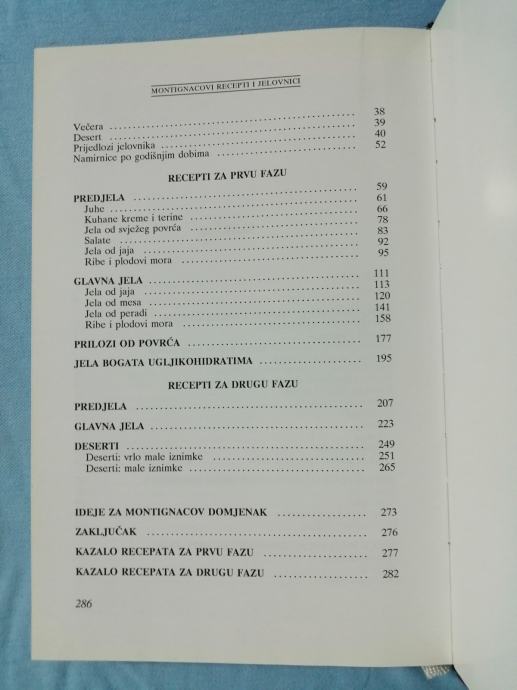 MONTIGNACOVI RECEPTI I JELOVNICI
Večera ........ 38
Desert ........ 39
Prijedlozi jelovnika ........ 40
Namirnice po godišnjim dobima ........ 52
RECEPTI ZA PRVU FAZU
PREDJELA ........ 59
Juhe ........ 61
Kuhane kreme i terine ........ 66
Jela od svježeg povrća ........ 78
Salate ........ 83
Jela od jaja ........ 92
Ribe i plodovi mora ........ 95
GLAVNA JELA ........ 111
Jela od jaja ........ 113
Jela od mesa ........ 120
Jela od peradi ........ 141
Ribe i plodovi mora ........ 158
PRILOZI OD POVRĆA ........ 177
JELA BOGATA UGLJIKOHIDRATIMA ........ 195
RECEPTI ZA DRUGU FAZU
PREDJELA ........ 207
GLAVNA JELA ........ 223
DESERTI ........ 249
Deserti: vrlo male iznimke ........ 251
Deserti: male iznimke ........ 265
IDEJE ZA MONTIGNACOV DOMJENAK ........ 273
ZAKLJUČAK ........ 276
KAZALO RECEPATA ZA PRVU FAZU ........ 277
KAZALO RECEPATA ZA DRUGU FAZU ........ 282
286